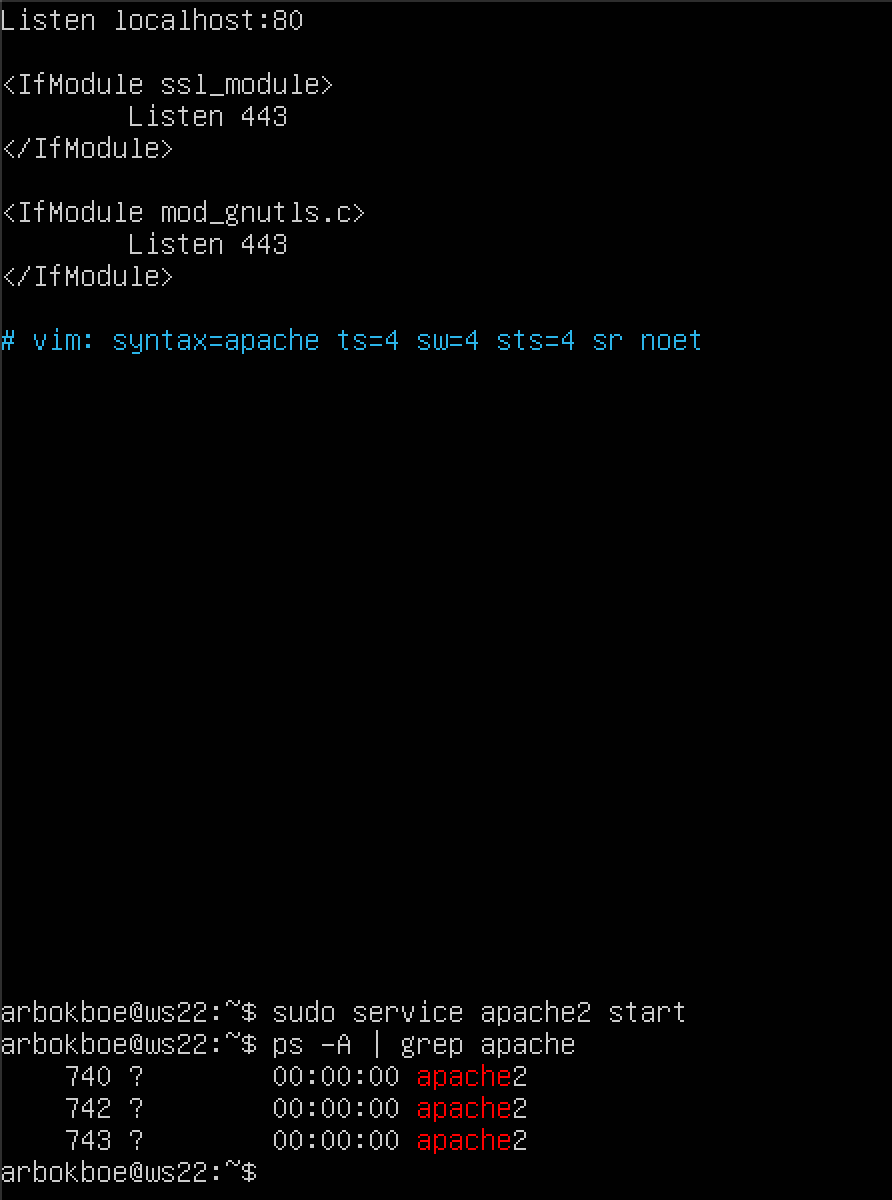 Listen localhost:80
<IfModule ssl_module>
        Listen 443
</IfModule>
<IfModule mod_gnutls.c>
        Listen 443
</IfModule>
# vim: syntax=apache ts=4 sw=4 sts=4 sr noet
arbokboe@ws22:~$ sudo service apache2 start
arbokboe@ws22:~$ ps -A | grep apache
    740 ?        00:00:00 apache2
    742 ?        00:00:00 apache2
    743 ?        00:00:00 apache2
arbokboe@ws22:~$